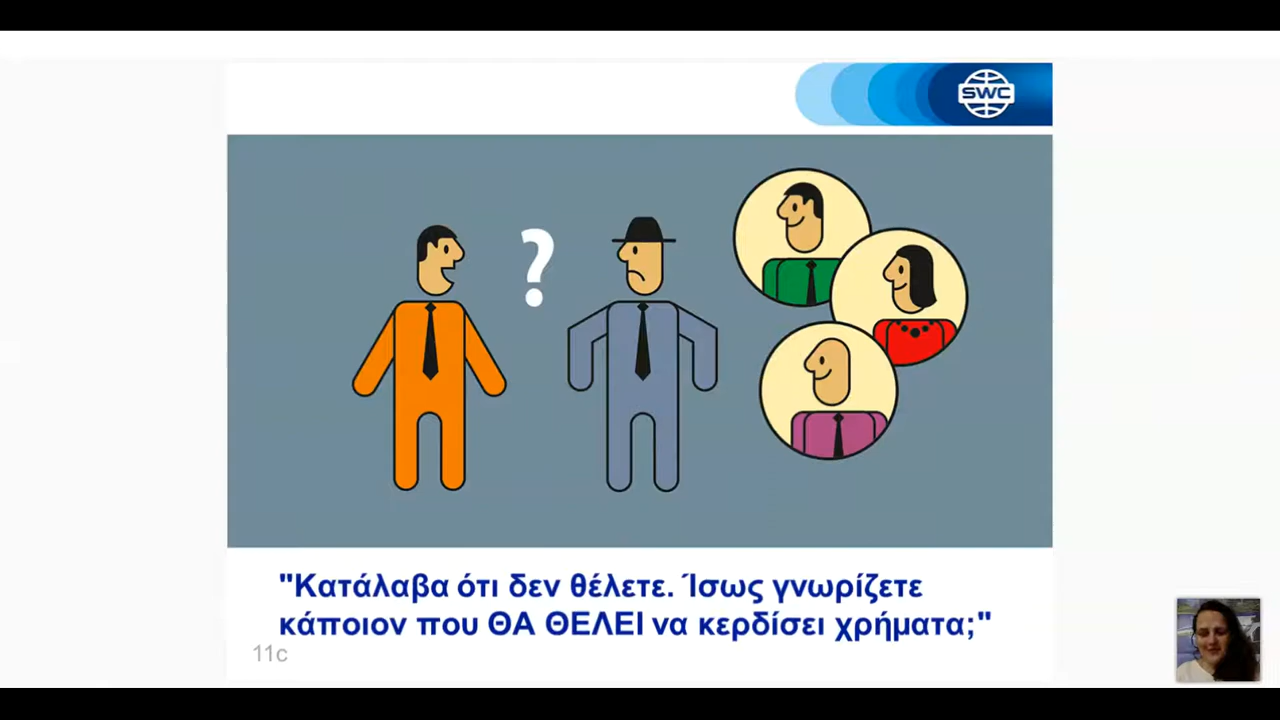 SWC
?
"Κατάλαβα ότι δεν θέλετε. Ίσως γνωρίζετε
κάποιον που ΘΑ ΘΕΛΕΙ να κερδίσει χρήματα;"
11c